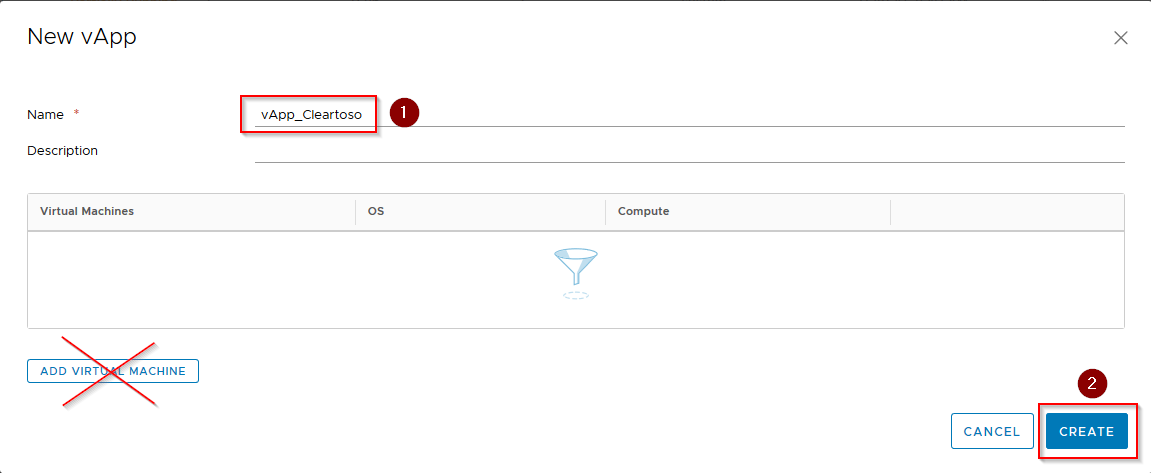 New vApp
Name *
vApp_Cleartoso
1
Description
Virtual Machines OS Compute
ADD VIRTUAL MACHINE
2
CANCEL CREATE